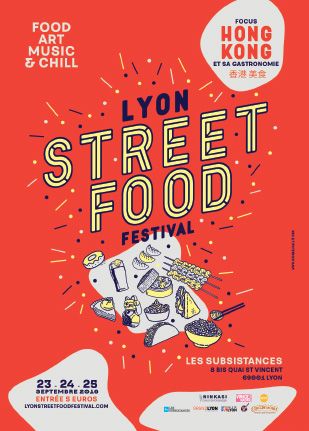 FOOD
ART
MUSIC
& CHILL
FOCUS
HONG
KONG
ET SA GASTRONOMIE
香港 美食
LYON
STREET
FOOD
FESTIVAL
LES SUBSISTANCES
8 BIS QUAI ST VINCENT
69001 LYON
23 . 24 . 25
SEPTEMBRE 2016
ENTRÉE 5 EUROS
LYONSTREETFOODFESTIVAL.COM
NINKASI